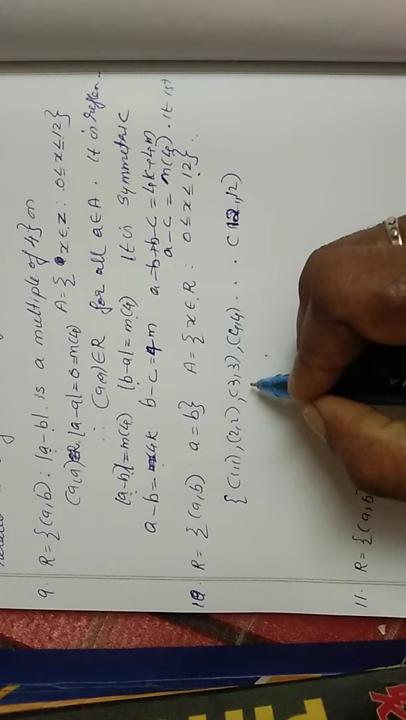 9. R = {(a,b) : |a-b| is a multiple of 4} on
A = { x ∈ z : 0 ≤ x ≤ 12}
(a,a) ∈ R. |a-a| = 0 = m(4)
∴ (a,a) ∈ R for all a ∈ A. It is reflex..
|a-b| = m(4) |b-a| = m(4) It is symmetric
a-b = 4k b-c = 4m a-b+b-c = 4k+4m
a-c = m(4). It is t
10. R = {(a,b) : a=b} A = { x ∈ R : 0 ≤ x ≤ 12}
{ (1,1), (2,2), (3,3), (4,4) . . . (12,12)
11. R = {(a,b)